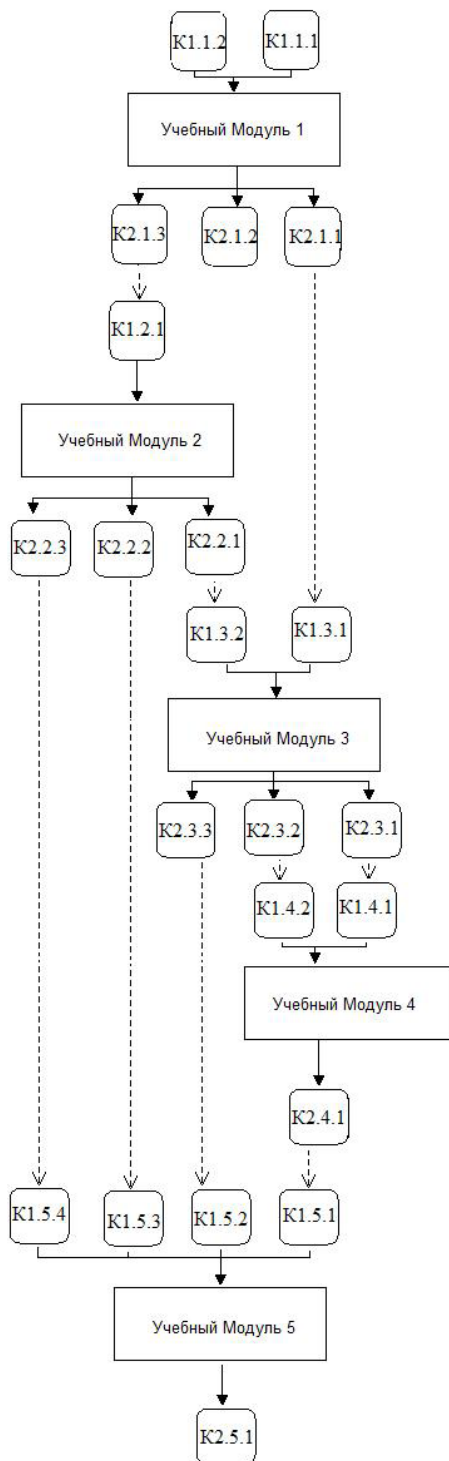 К1.1.2
К1.1.1
Учебный Модуль 1
К2.1.3
К2.1.2
К2.1.1
К1.2.1
Учебный Модуль 2
К2.2.3
К2.2.2
К2.2.1
К1.3.2
К1.3.1
Учебный Модуль 3
К2.3.3
К2.3.2
К2.3.1
К1.4.2
К1.4.1
Учебный Модуль 4
К2.4.1
К1.5.4
К1.5.3
К1.5.2
К1.5.1
Учебный Модуль 5
К2.5.1